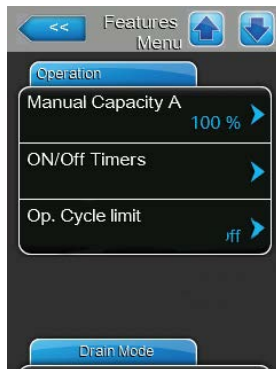 <<
Features
Menu
Operation
Manual Capacity A
100 %
ON/Off Timers
Op. Cycle limit
Drain Mode